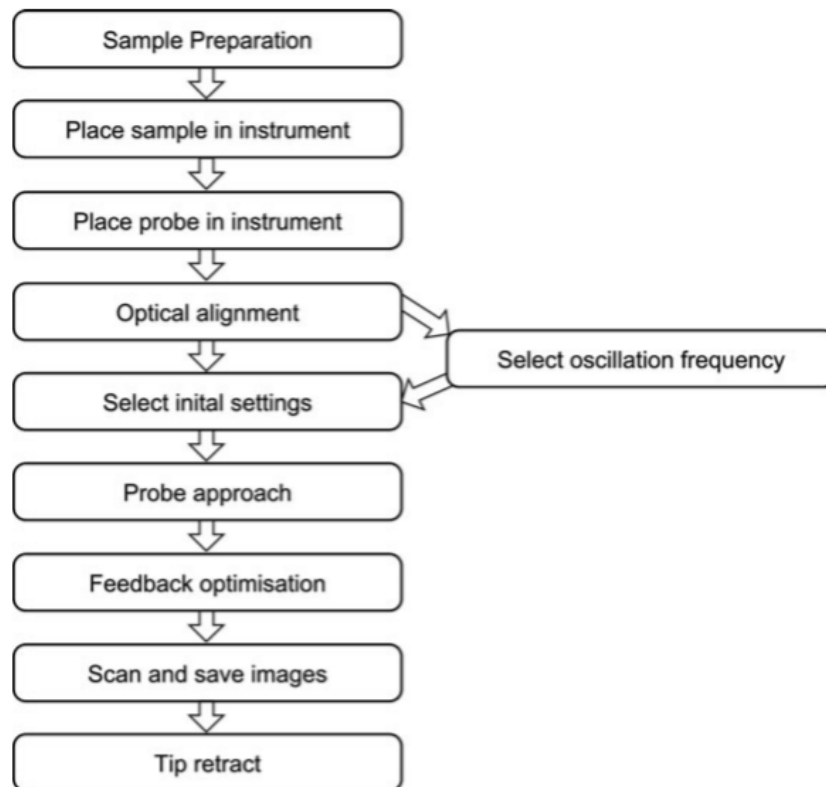 Sample Preparation
Place sample in instrument
Place probe in instrument
Optical alignment
Select oscillation frequency
Select inital settings
Probe approach
Feedback optimisation
Scan and save images
Tip retract